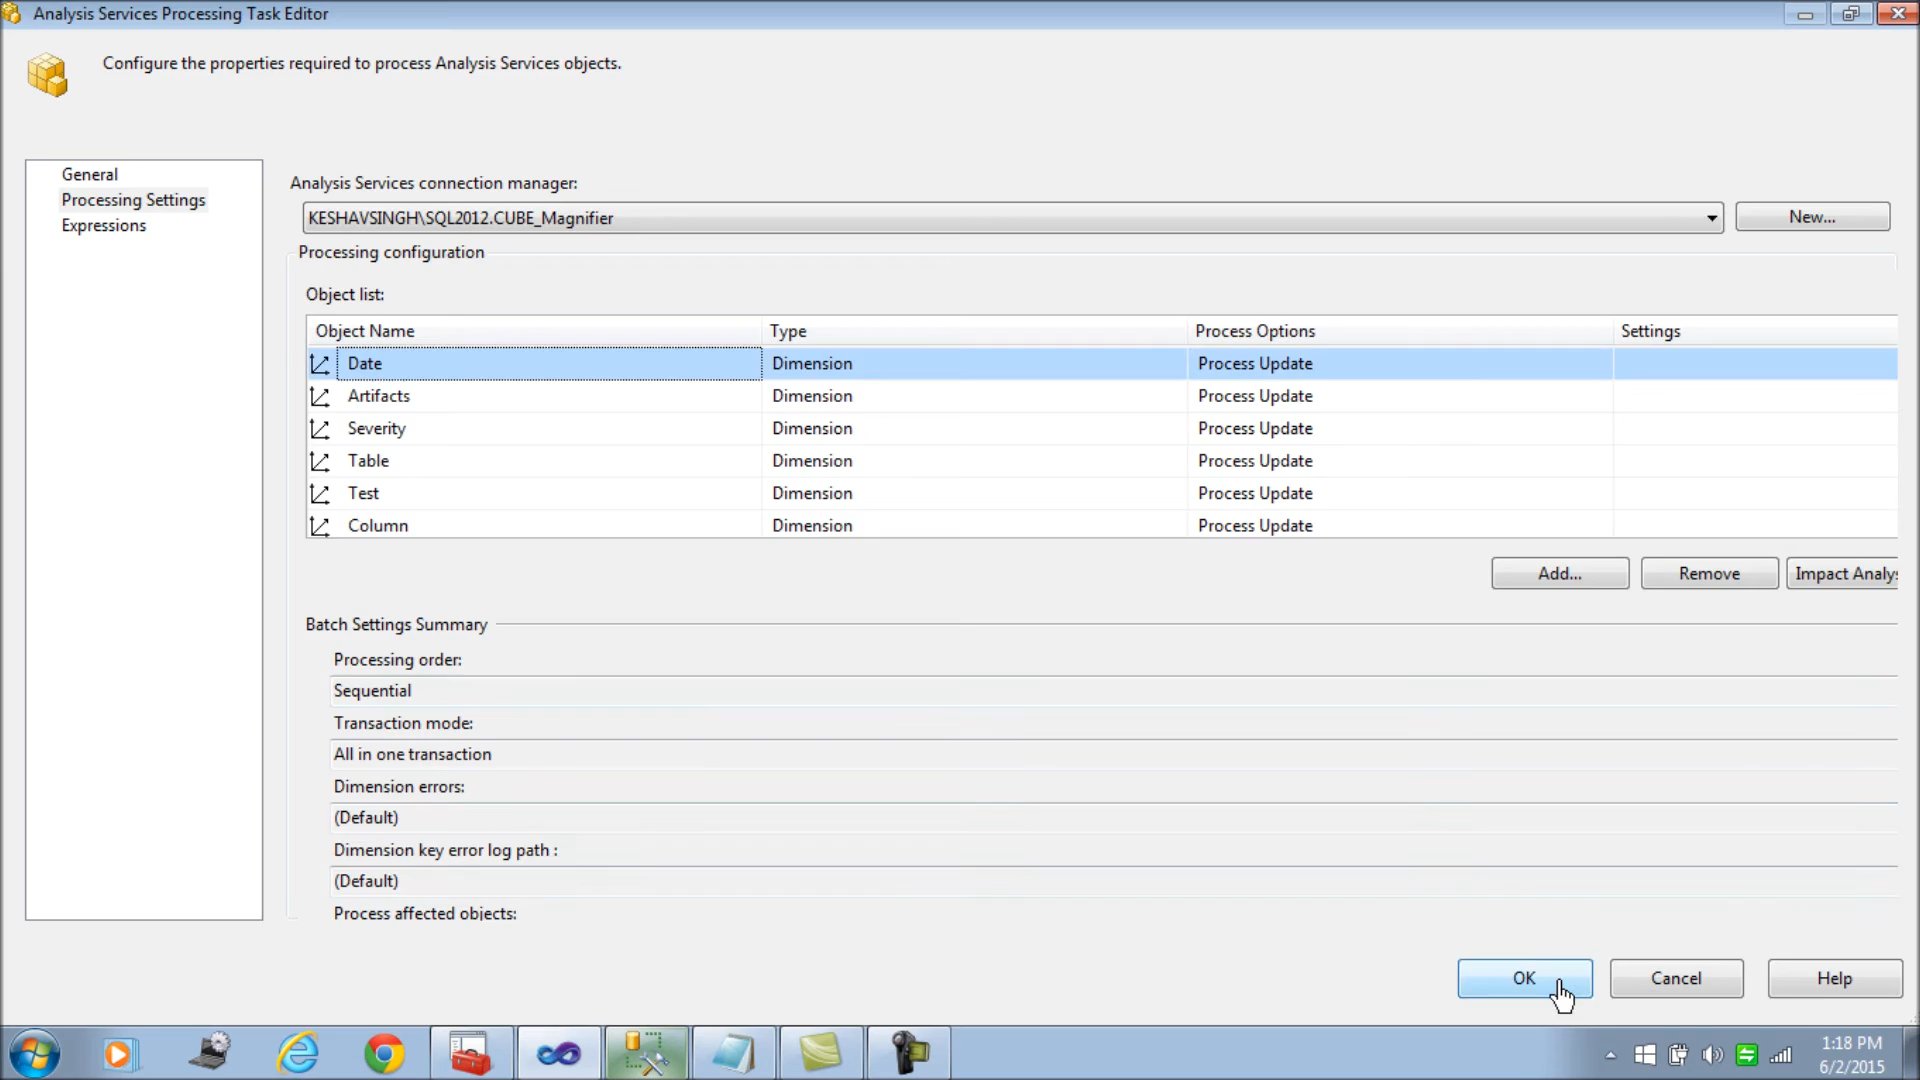 Analysis Services Processing Task Editor
Configure the properties required to process Analysis Services objects.
General
Processing Settings
Expressions
Analysis Services connection manager:
KESHAVSINGH\SQL2012.CUBE_Magnifier
New...
Processing configuration
Object list:
Object Name Type Process Options Settings
Date Dimension Process Update
Artifacts Dimension Process Update
Severity Dimension Process Update
Table Dimension Process Update
Test Dimension Process Update
Column Dimension Process Update
Add... Remove Impact Analys
Batch Settings Summary
Processing order:
Sequential
Transaction mode:
All in one transaction
Dimension errors:
(Default)
Dimension key error log path :
(Default)
Process affected objects:
OK Cancel Help
1:18 PM
6/2/2015